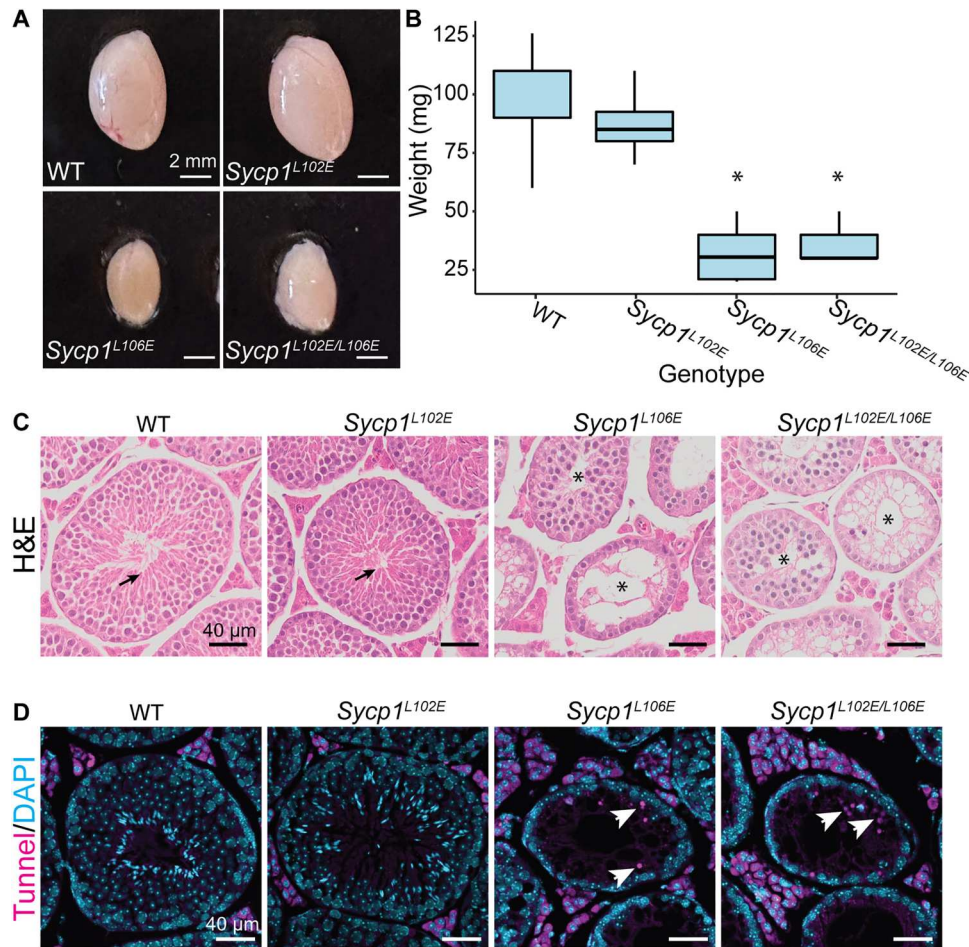 A
WT
2 mm
Sycp1L102E
Sycp1L106E
Sycp1L102E/L106E
B
Weight (mg)
125
100
75
50
25
*
*
WT
Sycp1L102E
Sycp1L106E
Sycp1L102E/L106E
Genotype
C
WT
Sycp1L102E
Sycp1L106E
Sycp1L102E/L106E
H&E
40 µm
*
*
*
*
D
WT
Sycp1L102E
Sycp1L106E
Sycp1L102E/L106E
Tunnel/DAPI
40 µm